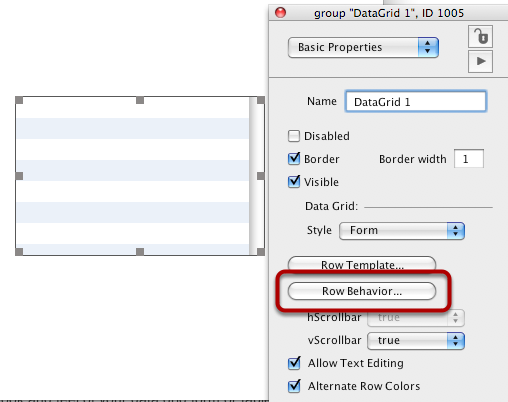 group "DataGrid 1", ID 1005
Basic Properties
Name DataGrid 1
Disabled
Border Border width 1
Visible
Data Grid:
Style Form
Row Template...
Row Behavior...
hScrollbar true
vScrollbar true
Allow Text Editing
Alternate Row Colors